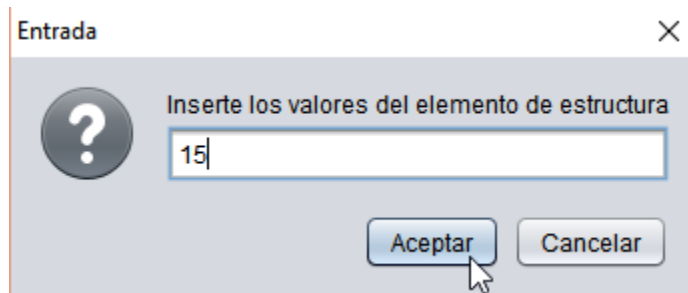 Entrada
Inserte los valores del elemento de estructura
15
Aceptar
Cancelar